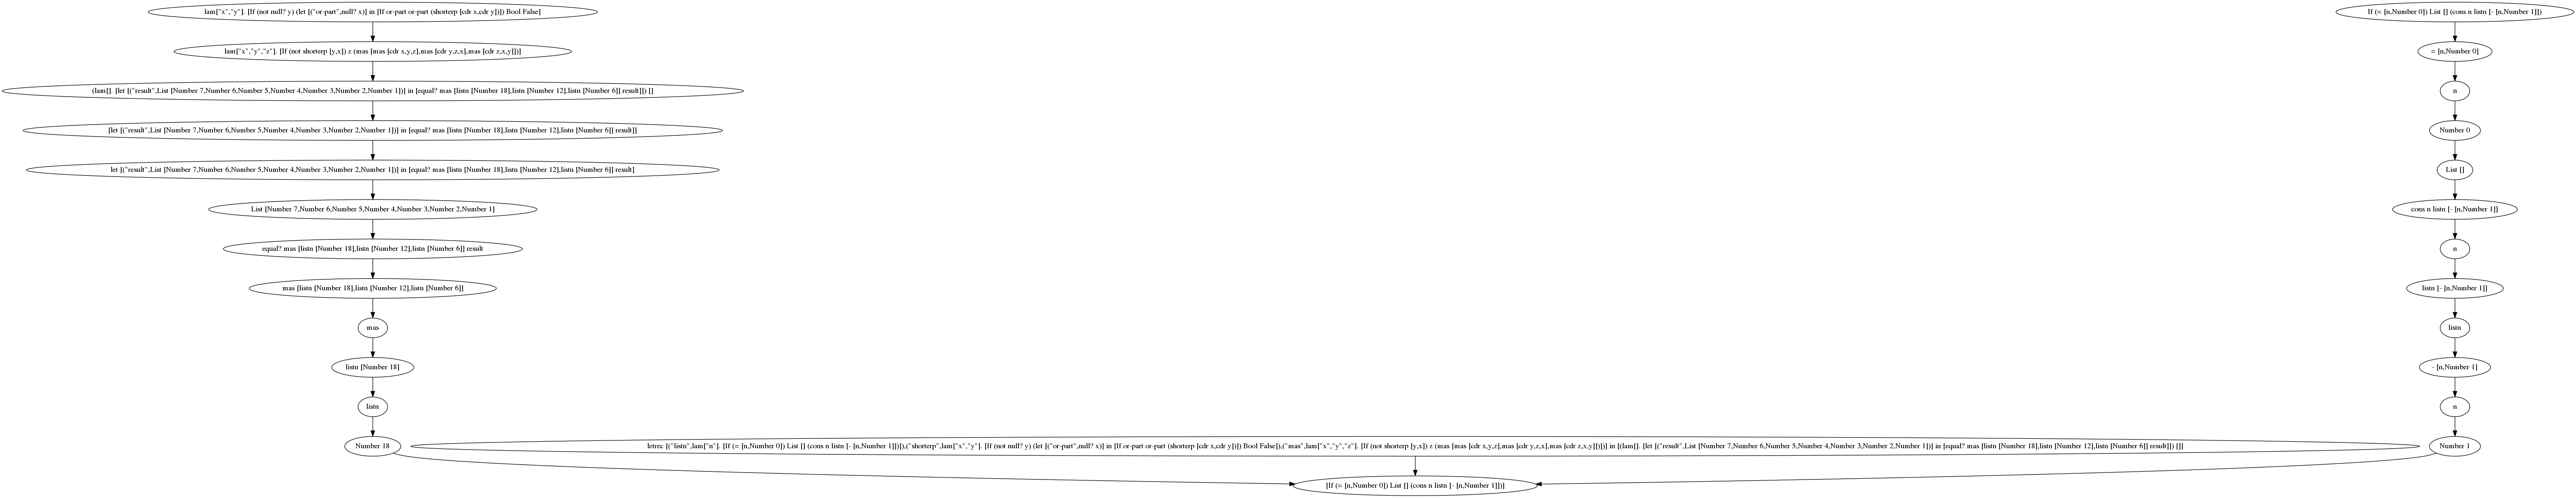 lam["x","y"]. [If (not null? y) (let [("or-part",null? x)] in [If or-part or-part (shorterp [cdr x,cdr y])]) Bool False]
lam["x","y","z"]. [If (not shorterp [y,x]) z (mas [mas [cdr x,y,z],mas [cdr y,z,x],mas [cdr z,x,y]])]
(lam[]. [let [("result",List [Number 7,Number 6,Number 5,Number 4,Number 3,Number 2,Number 1])] in [equal? mas [listn [Number 18],listn [Number 12],listn [Number 6]] result]]) []
[let [("result",List [Number 7,Number 6,Number 5,Number 4,Number 3,Number 2,Number 1])] in [equal? mas [listn [Number 18],listn [Number 12],listn [Number 6]] result]]
let [("result",List [Number 7,Number 6,Number 5,Number 4,Number 3,Number 2,Number 1])] in [equal? mas [listn [Number 18],listn [Number 12],listn [Number 6]] result]
List [Number 7,Number 6,Number 5,Number 4,Number 3,Number 2,Number 1]
equal? mas [listn [Number 18],listn [Number 12],listn [Number 6]] result
mas [listn [Number 18],listn [Number 12],listn [Number 6]]
mas
listn [Number 18]
listn
Number 18
letrec [("listn",lam["n"]. [If (= [n,Number 0]) List [] (cons n listn [- [n,Number 1]])]),("shorterp",lam["x","y"]. [If (not null? y) (let [("or-part",null? x)] in [If or-part or-part (shorterp [cdr x,cdr y])]) Bool False]),("mas",lam["x","y","z"]. [If (not shorterp [y,x]) z (mas [mas [cdr x,y,z],mas [cdr y,z,x],mas [cdr z,x,y]])])] in [(lam[]. [let [("result",List [Number 7,Number 6,Number 5,Number 4,Number 3,Number 2,Number 1])] in [equal? mas [listn [Number 18],listn [Number 12],listn [Number 6]] result]]) []]
If (= [n,Number 0]) List [] (cons n listn [- [n,Number 1]])
= [n,Number 0]
n
Number 0
List []
cons n listn [- [n,Number 1]]
n
listn [- [n,Number 1]]
listn
- [n,Number 1]
n
Number 1
[If (= [n,Number 0]) List [] (cons n listn [- [n,Number 1]])]